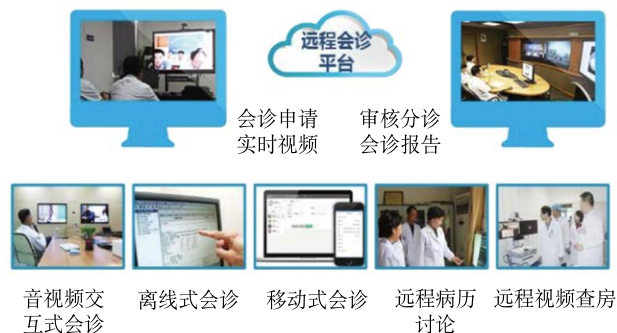 远程会诊
平台
会诊申请
实时视频
审核分诊
会诊报告
音视频交
互式会诊
离线式会诊
移动式会诊
远程病历
讨论
远程视频查房